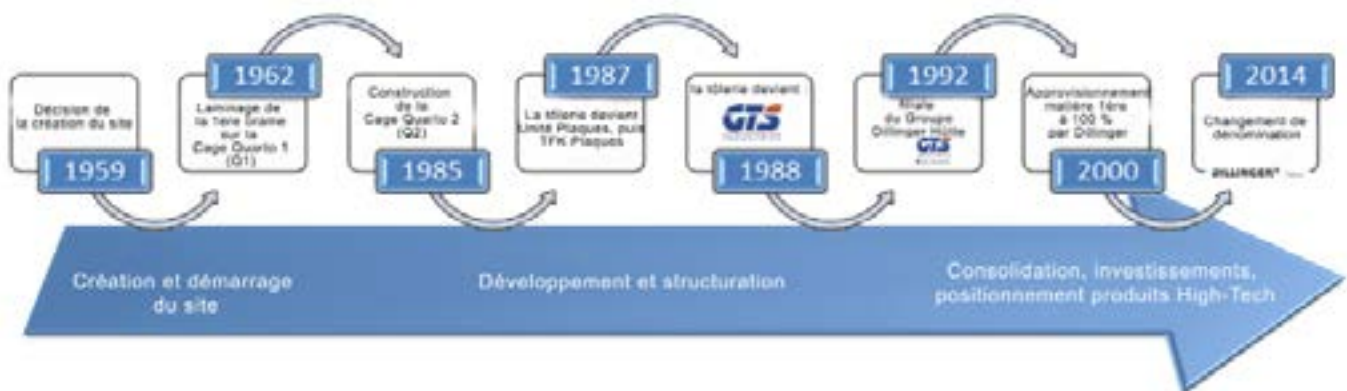 Décision de
la création du site
1959
1962
Laminage de
la 1ère brame
sur la
Cage Quarto 1
(Q1)
Construction
de la
Cage Quarto 2
(Q2)
1985
1987
La tôlerie devient
Unité Plaques, puis
TFK Plaques
la tôlerie devient
GTS
1988
1992
filiale
du Groupe
Dillinger Hütte
GTS
Approvisionnement
matière 1ère
à 100 %
par Dillinger
2000
2014
Changement de
dénomination
DILLINGER
Création et démarrage
du site
Développement et structuration
Consolidation, investissements,
positionnement produits High-Tech